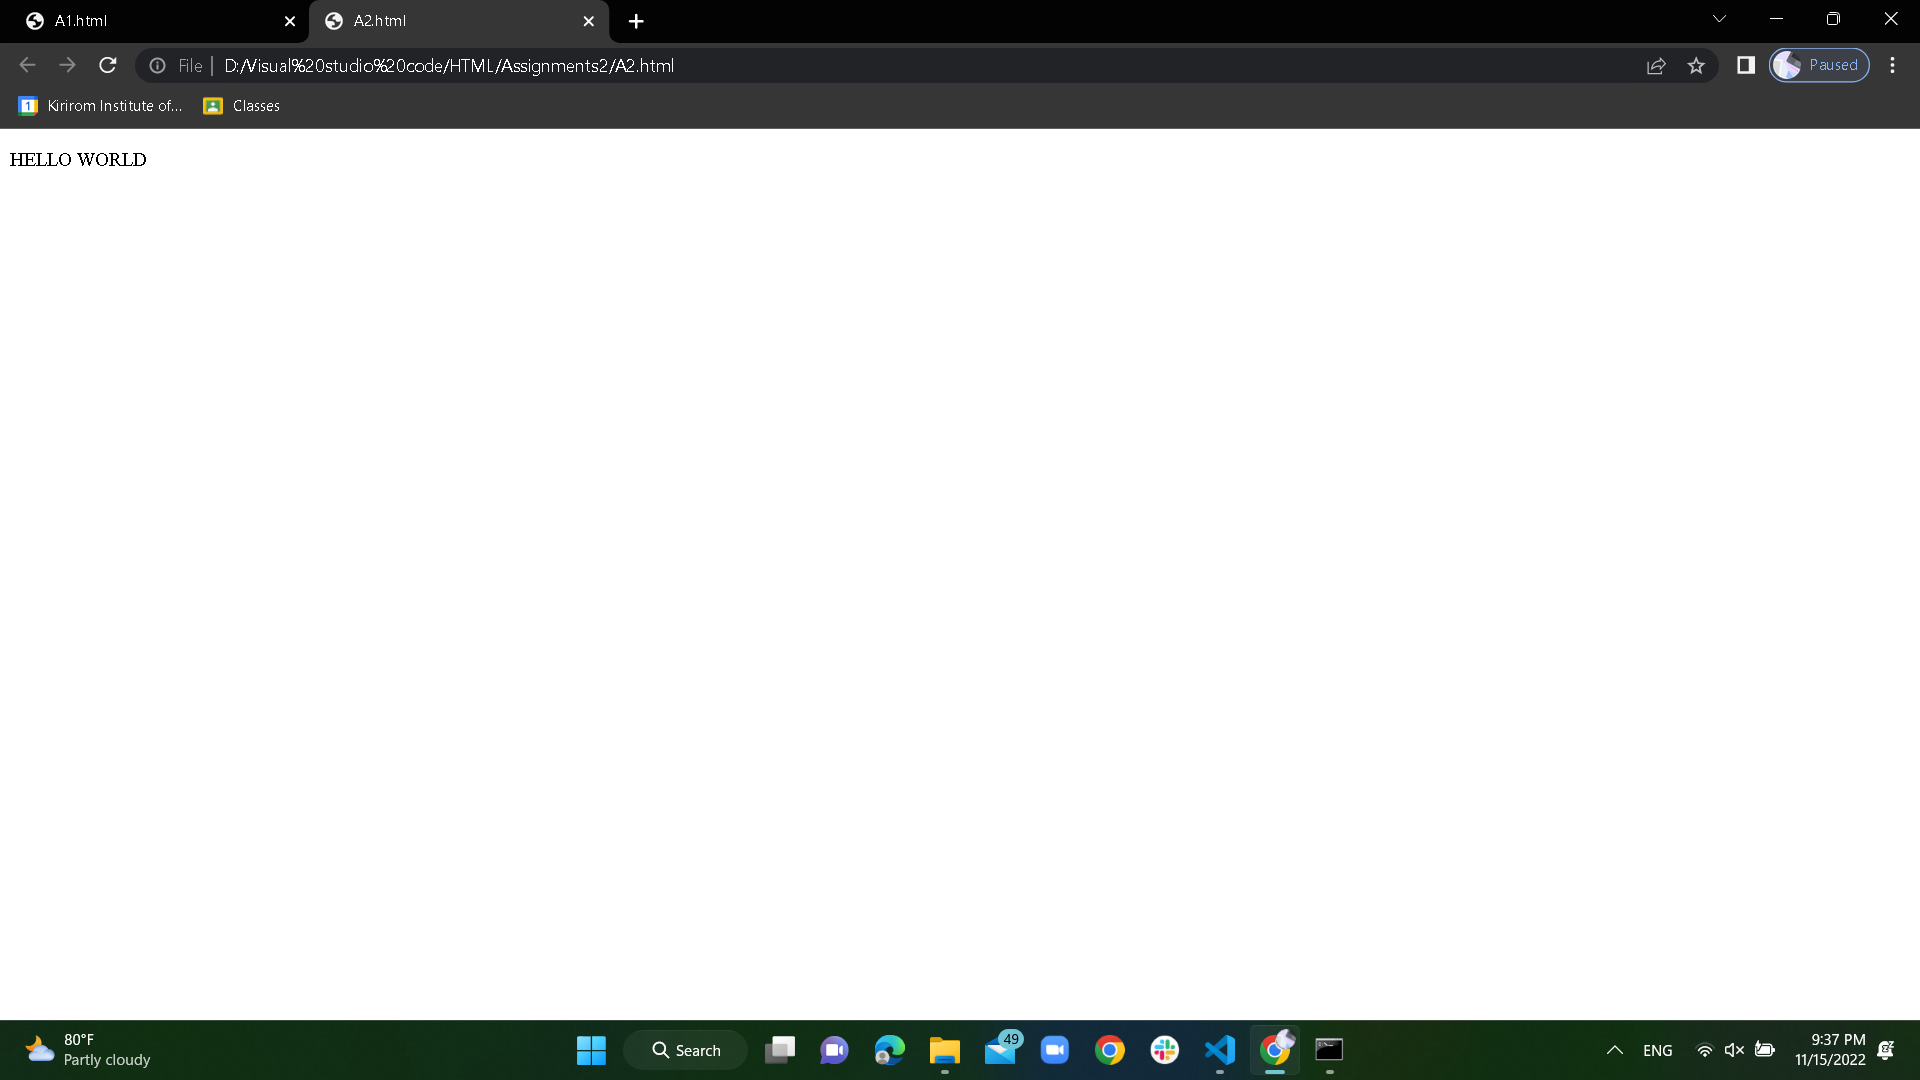 A1.html
A2.html
File | D:/Visual%20studio%20code/HTML/Assignments2/A2.html
Paused
1 Kirirom Institute of...
Classes
HELLO WORLD
80°F
Partly cloudy
Search
49
ENG
9:37 PM
11/15/2022